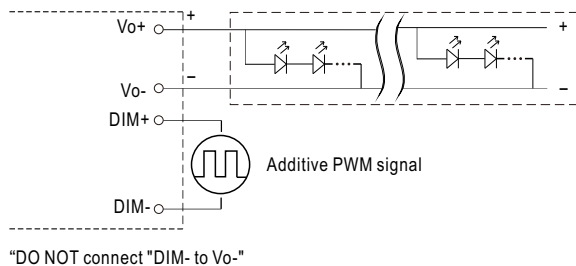 Vo+ + +
Vo- – –
DIM+
Additive PWM signal
DIM-
“DO NOT connect "DIM- to Vo-"